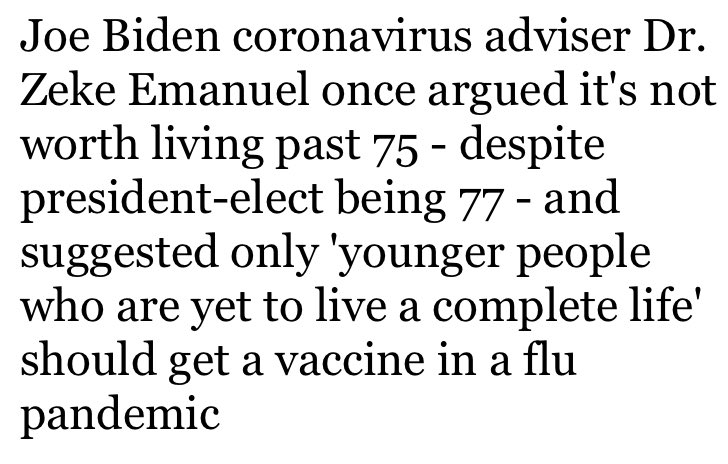 Joe Biden coronavirus adviser Dr.
Zeke Emanuel once argued it's not
worth living past 75 - despite
president-elect being 77 - and
suggested only 'younger people
who are yet to live a complete life'
should get a vaccine in a flu
pandemic